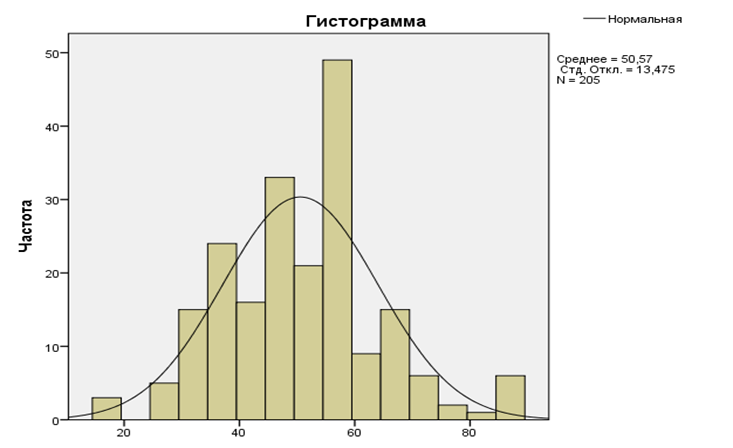 Гистограмма
Нормальная
Среднее = 50,57
Стд. Откл. = 13,475
N = 205
Частота
50
40
30
20
10
0
20 40 60 80